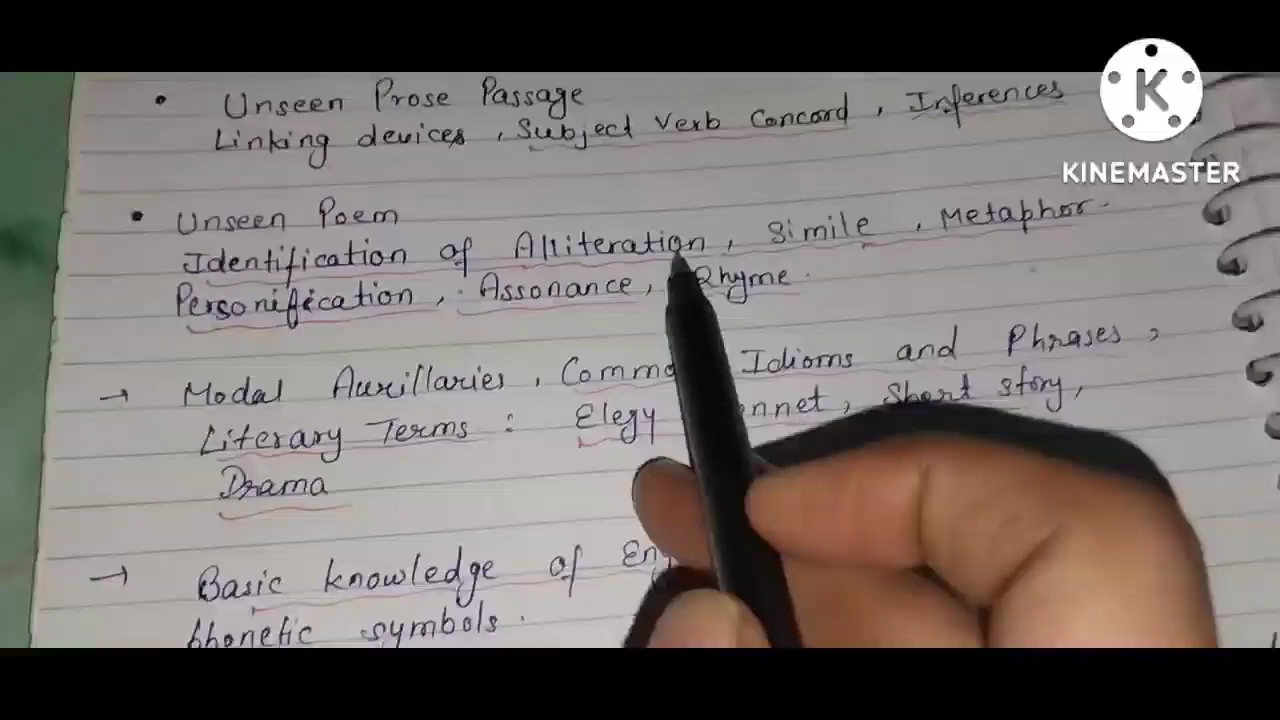 • Unseen Prose Passage
Linking devices, Subject Verb Concord, Inferences
• Unseen Poem
Identification of Alliteration, Simile, Metaphor.
Personification, Assonance, Rhyme.
→ Modal Auxillaries, Idioms and Phrases,
Literary Terms: Elegy Short story,
Drama
→ Basic knowledge of
phonetic symbols.
K
KINEMASTER